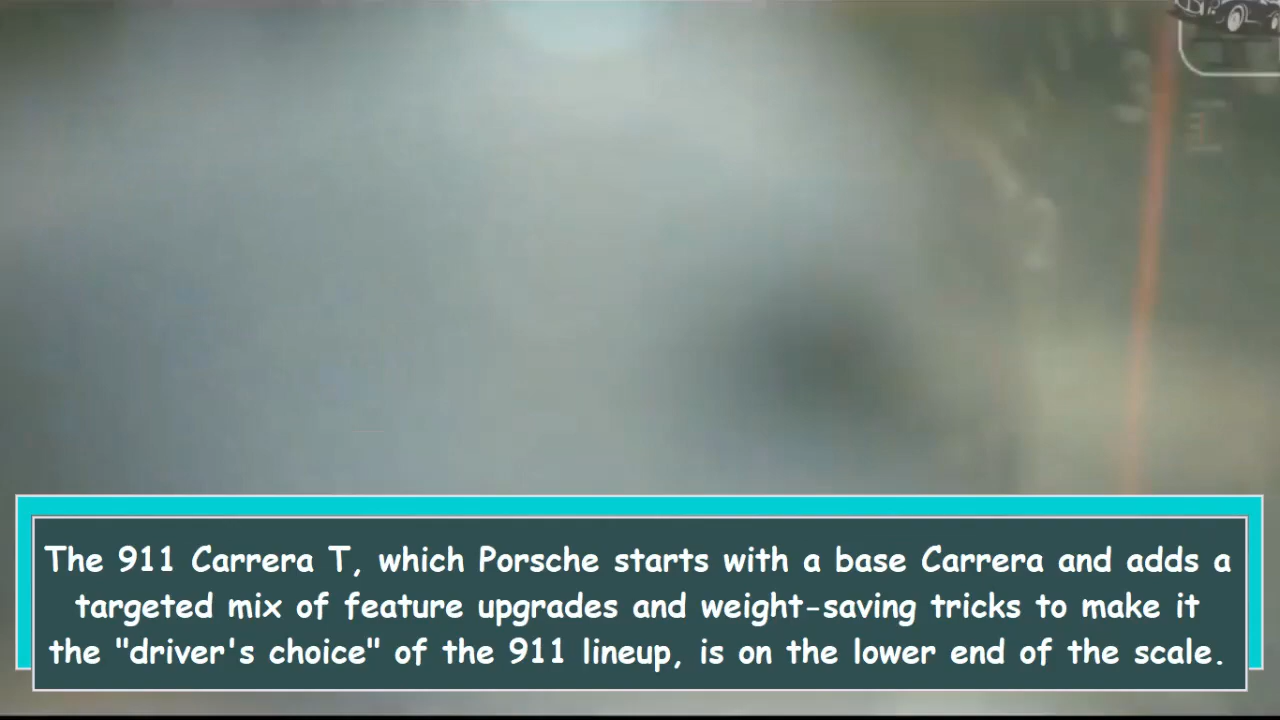 The 911 Carrera T, which Porsche starts with a base Carrera and adds a
targeted mix of feature upgrades and weight-saving tricks to make it
the "driver's choice" of the 911 lineup, is on the lower end of the scale.